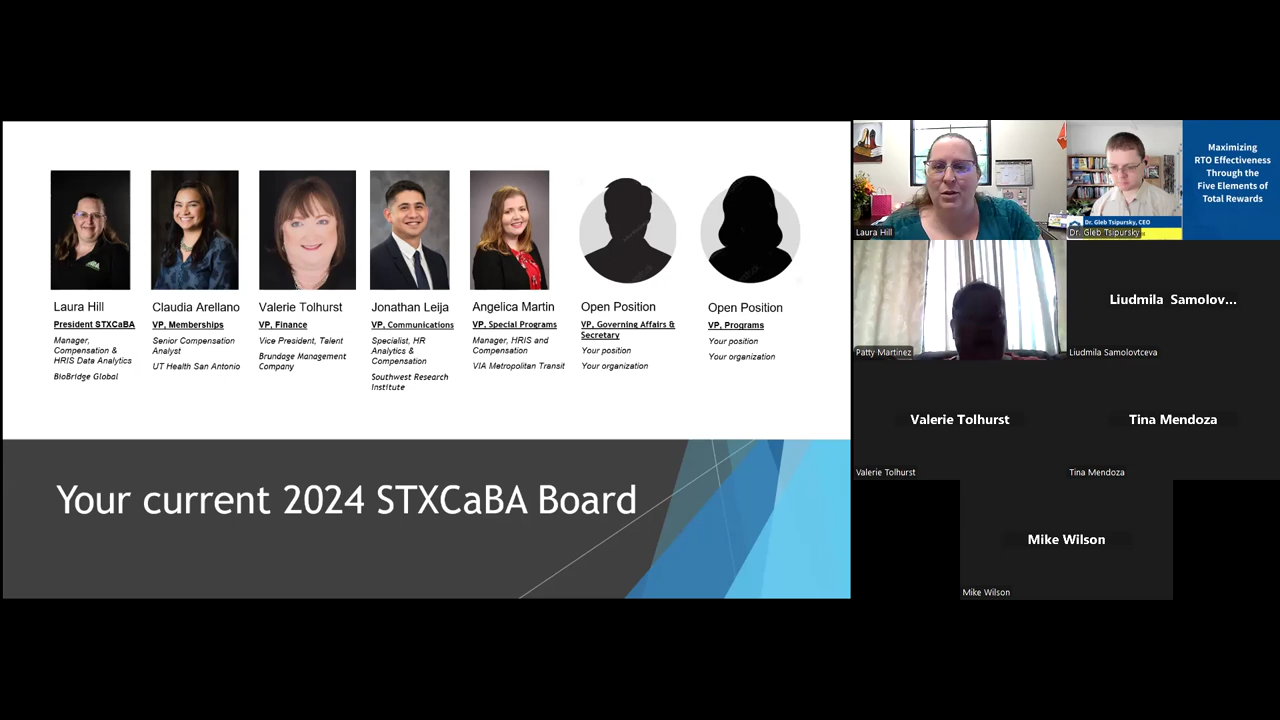 Laura Hill
President STXCaBA
Manager,
Compensation &
HRIS Data Analytics
BioBridge Global
Claudia Arellano
VP, Memberships
Senior Compensation
Analyst
UT Health San Antonio
Valerie Tolhurst
VP, Finance
Vice President, Talent
Brundage Management
Company
Jonathan Leija
VP, Communications
Specialist, HR
Analytics &
Compensation
Southwest Research
Institute
Angelica Martin
VP, Special Programs
Manager, HRIS and
Compensation
VIA Metropolitan Transit
Open Position
VP, Governing Affairs &
Secretary
Your position
Your organization
Open Position
VP, Programs
Your position
Your organization
Your current 2024 STXCaBA Board
Laura Hill
Maximizing
RTO Effectiveness
Through the
Five Elements of
Total Rewards
Dr. Gleb Tsipursky, CEO
Dr. Gleb Tsipursky
Patty Martinez
Liudmila Samolov...
Liudmila Samolovtceva
Valerie Tolhurst
Valerie Tolhurst
Tina Mendoza
Tina Mendoza
Mike Wilson
Mike Wilson